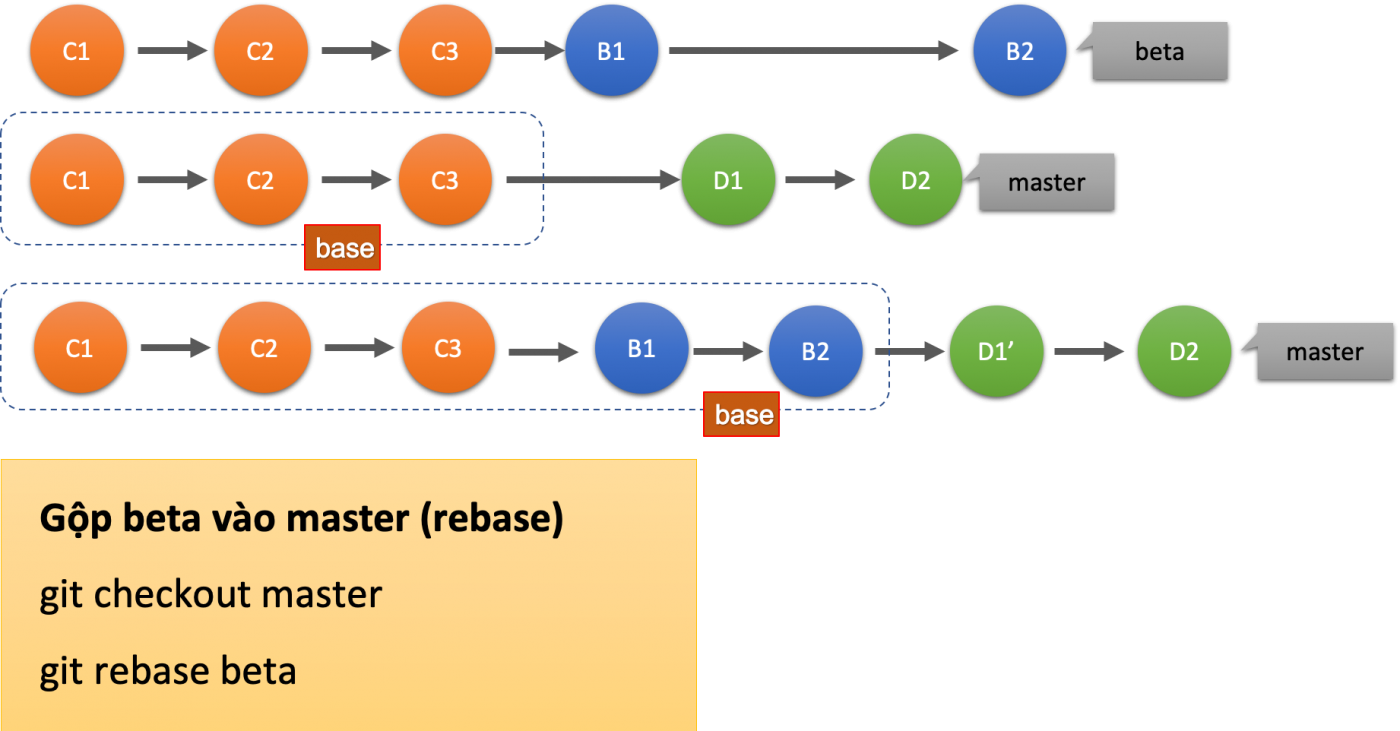 C1 C2 C3 B1 B2 beta
C1 C2 C3 D1 D2 master
base
C1 C2 C3 B1 B2 D1’ D2 master
base
Gộp beta vào master (rebase)
git checkout master
git rebase beta